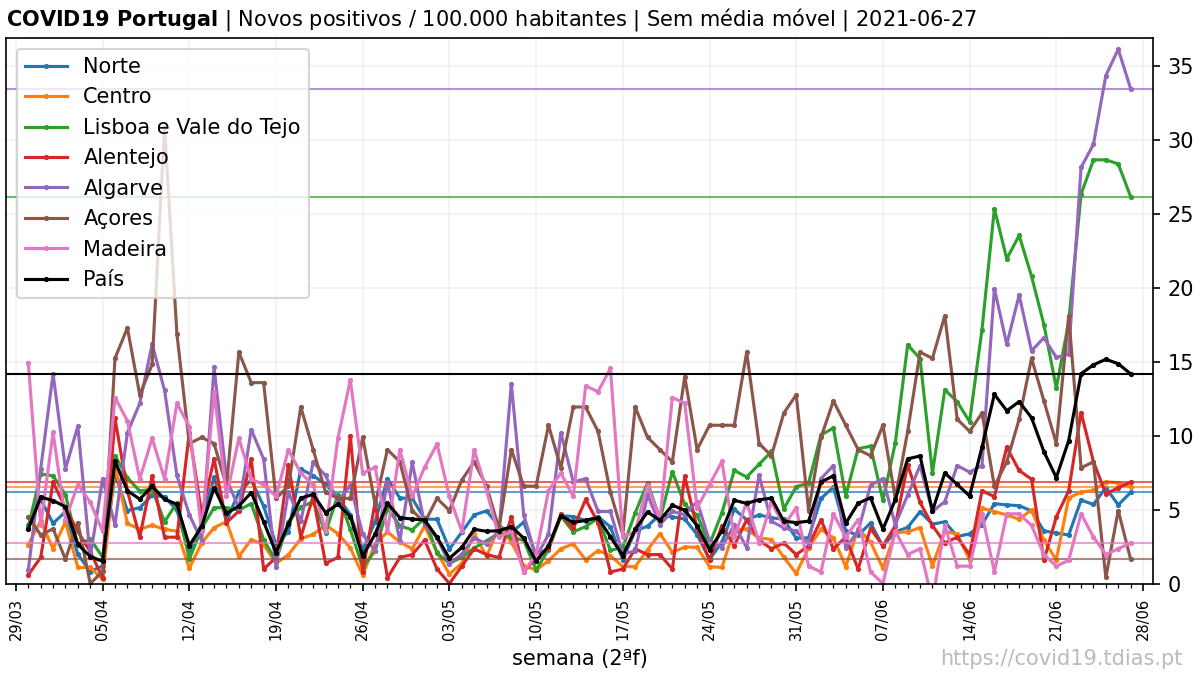 COVID19 Portugal | Novos positivos / 100.000 habitantes | Sem média móvel | 2021-06-27
Norte
Centro
Lisboa e Vale do Tejo
Alentejo
Algarve
Açores
Madeira
País
35
30
25
20
15
10
5
0
29/03
05/04
12/04
19/04
26/04
03/05
10/05
17/05
24/05
31/05
07/06
14/06
21/06
28/06
semana (2ªf)
https://covid19.tdias.pt